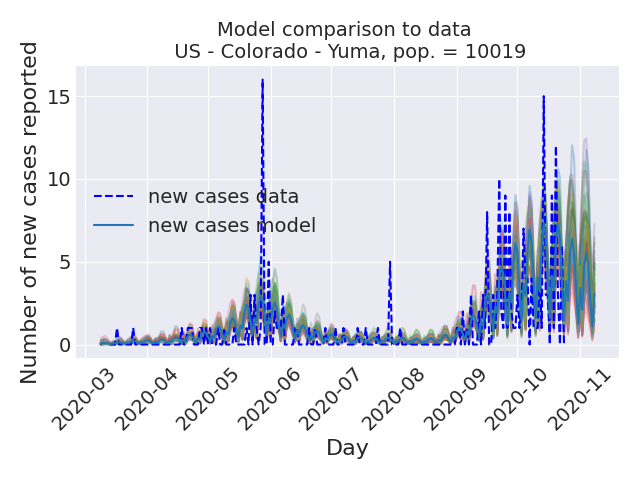 Model comparison to data
US - Colorado - Yuma, pop. = 10019
Number of new cases reported
15
10
5
0
new cases data
new cases model
2020-03
2020-04
2020-05
2020-06
2020-07
2020-08
2020-09
2020-10
2020-11
Day